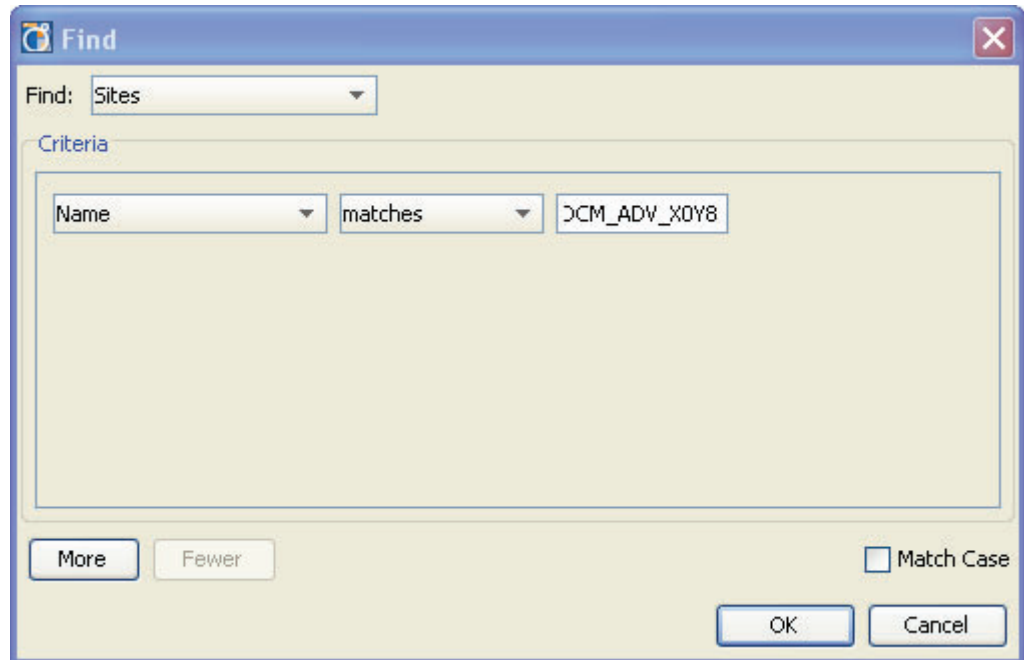 Find
Find: Sites
Criteria
Name matches DCM_ADV_X0Y8
More Fewer Match Case
OK Cancel